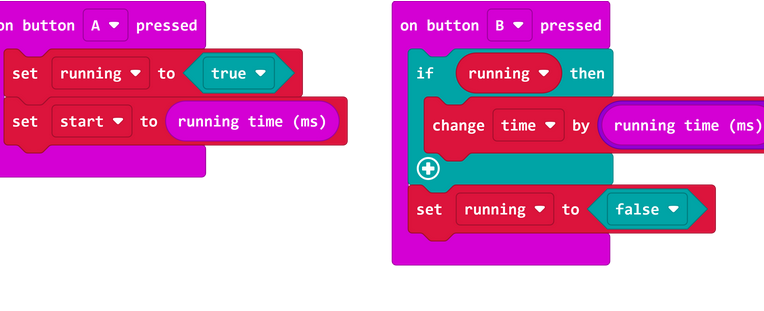 on button A pressed
set running to true
set start to running time (ms)
on button B pressed
if running then
change time by running time (ms)
set running to false